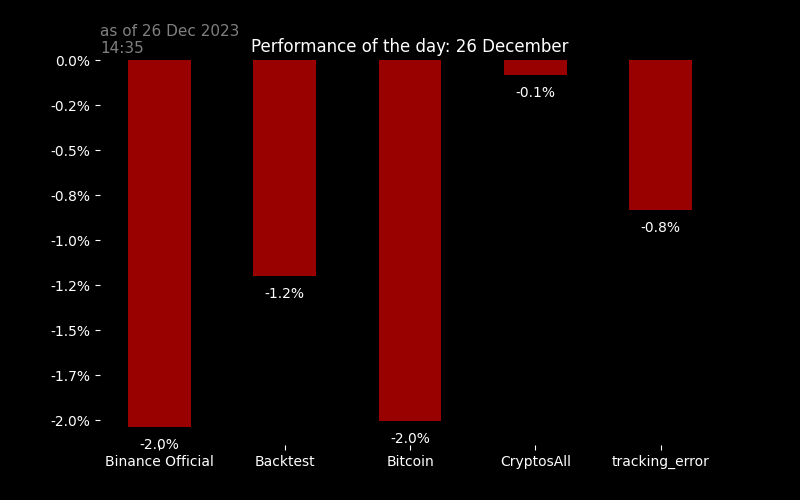 as of 26 Dec 2023
14:35
Performance of the day: 26 December
0.0%
-0.2%
-0.5%
-0.8%
-1.0%
-1.2%
-1.5%
-1.7%
-2.0%
-2.0%
-1.2%
-2.0%
-0.1%
-0.8%
Binance Official
Backtest
Bitcoin
CryptosAll
tracking_error